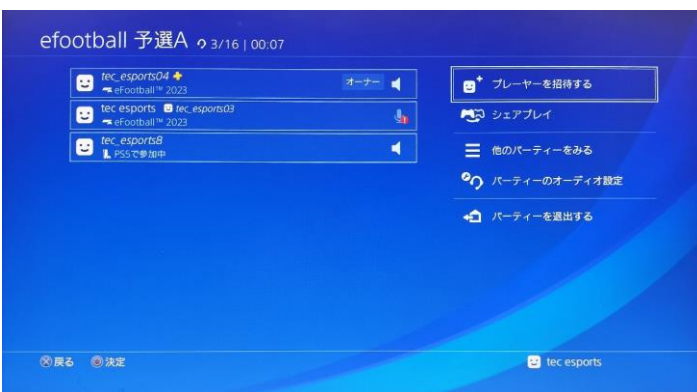 efootball 予選A 3/16 | 00:07
tec_esports04
オーナー
eFootball™ 2023
tec esports tec_esports03
eFootball™ 2023
tec_esports8
PS5で参加中
プレーヤーを招待する
シェアプレイ
他のパーティーをみる
パーティーのオーディオ設定
パーティーを退出する
戻る 決定
tec esports